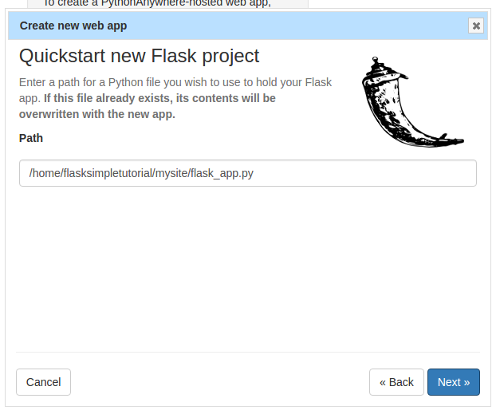 To create a PythonAnywhere-hosted web app,
Create new web app
Quickstart new Flask project
Enter a path for a Python file you wish to use to hold your Flask
app. If this file already exists, its contents will be
overwritten with the new app.
Path
/home/flasksimpletutorial/mysite/flask_app.py
Cancel
« Back
Next »